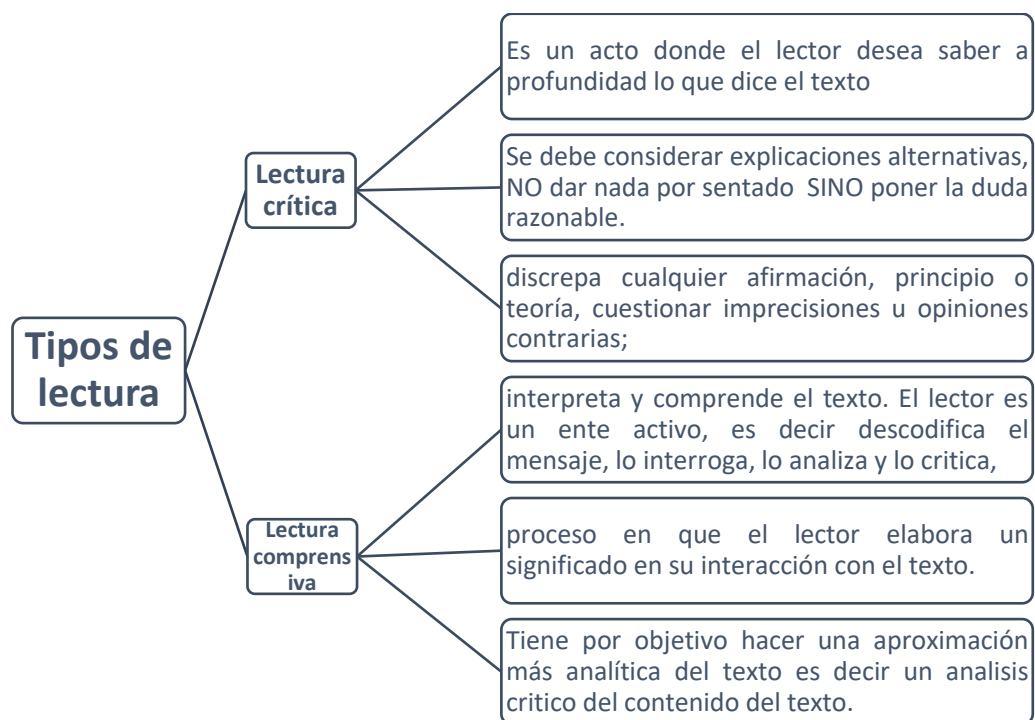 Tipos de
lectura
Lectura
crítica
Es un acto donde el lector desea saber a
profundidad lo que dice el texto
Se debe considerar explicaciones alternativas,
NO dar nada por sentado SINO poner la duda
razonable.
discrepa cualquier afirmación, principio o
teoría, cuestionar imprecisiones u opiniones
contrarias;
Lectura
comprens
iva
interpreta y comprende el texto. El lector es
un ente activo, es decir descodifica el
mensaje, lo interroga, lo analiza y lo critica,
proceso en que el lector elabora un
significado en su interacción con el texto.
Tiene por objetivo hacer una aproximación
más analítica del texto es decir un analisis
critico del contenido del texto.